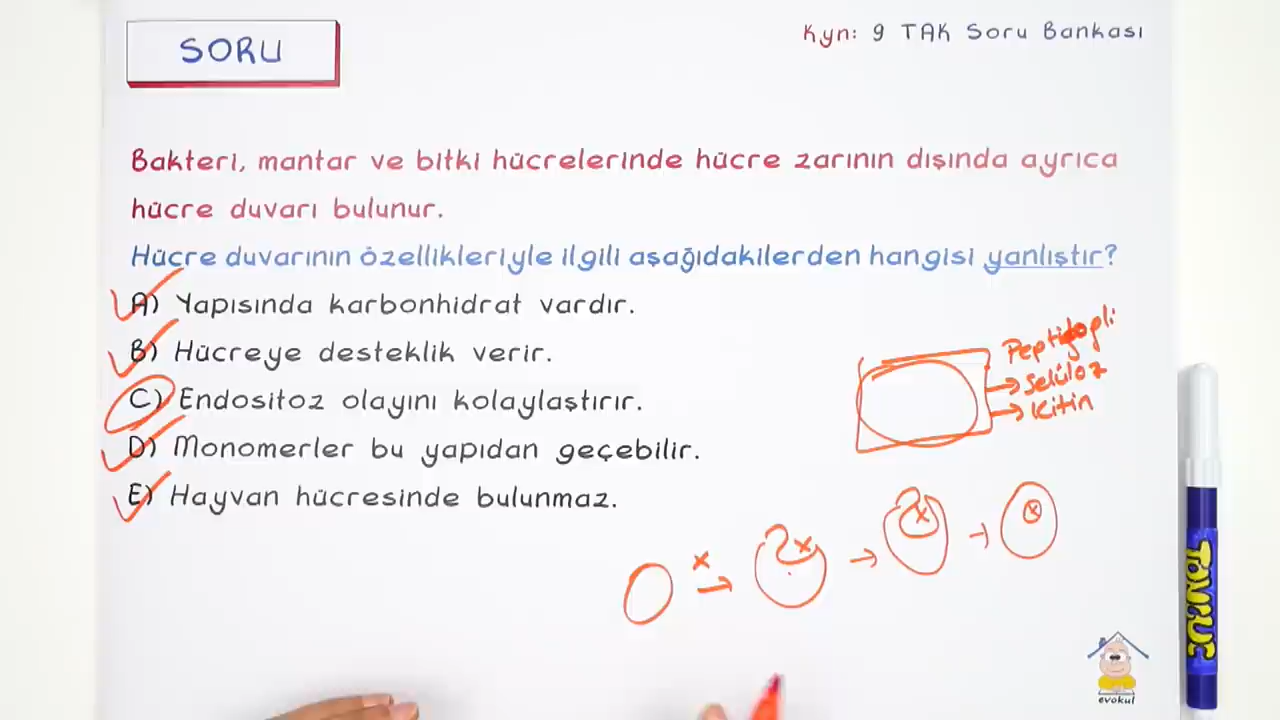 SORU
Kyn: 9 TAK Soru Bankası
Bakteri, mantar ve bitki hücrelerinde hücre zarının dışında ayrıca
hücre duvarı bulunur.
Hücre duvarının özellikleriyle ilgili aşağıdakilerden hangisi yanlıştır?
A) Yapısında karbonhidrat vardır.
B) Hücreye desteklik verir.
C) Endositoz olayını kolaylaştırır.
D) Monomerler bu yapıdan geçebilir.
E) Hayvan hücresinde bulunmaz.
Selüloz
Kitin
x
x
x
x
TONGUÇ
evokul